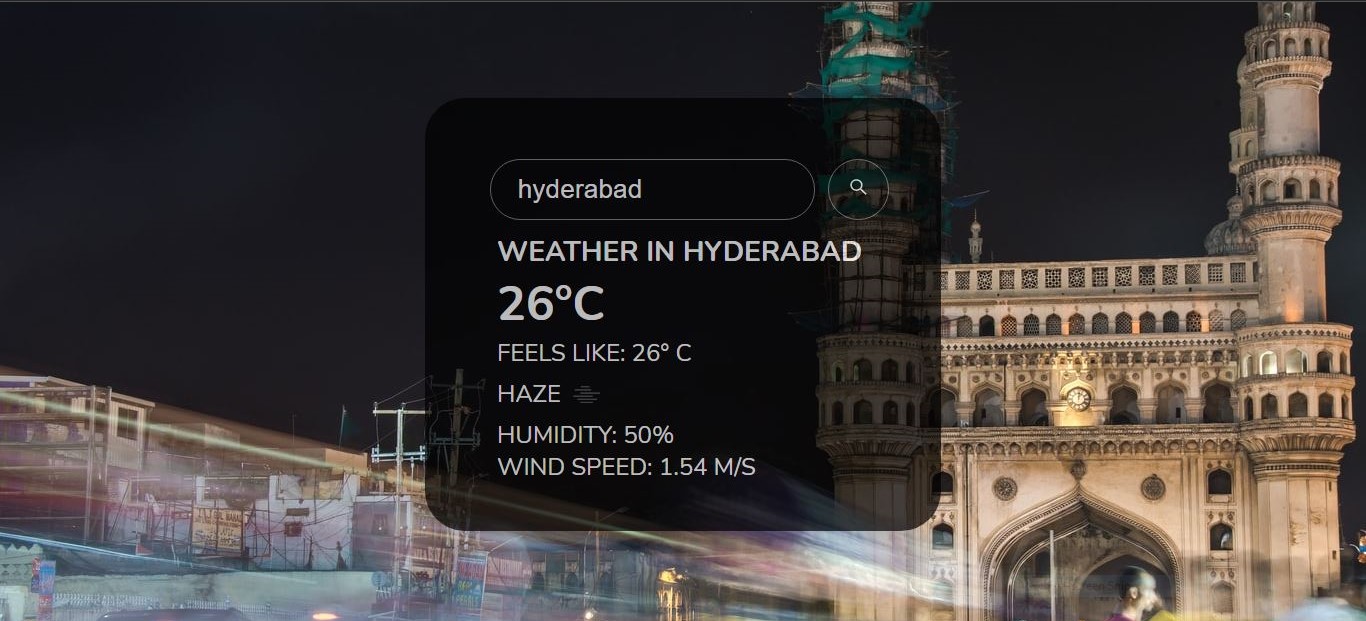 hyderabad
WEATHER IN HYDERABAD
26°C
FEELS LIKE: 26° C
HAZE
HUMIDITY: 50%
WIND SPEED: 1.54 M/S